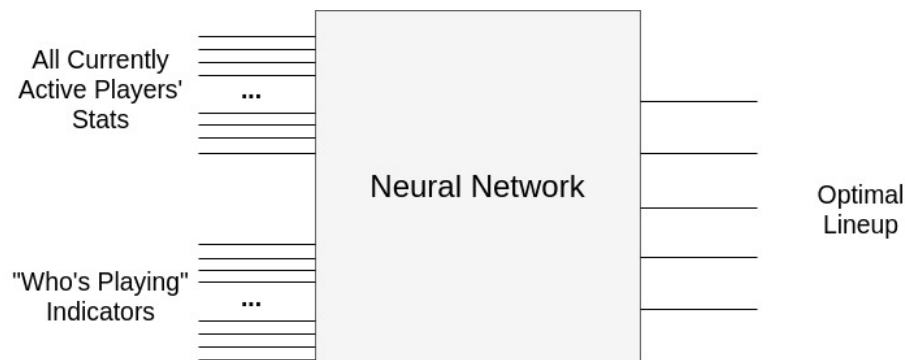 All Currently
Active Players'
Stats
...
Neural Network
Optimal
Lineup
"Who's Playing"
Indicators
...